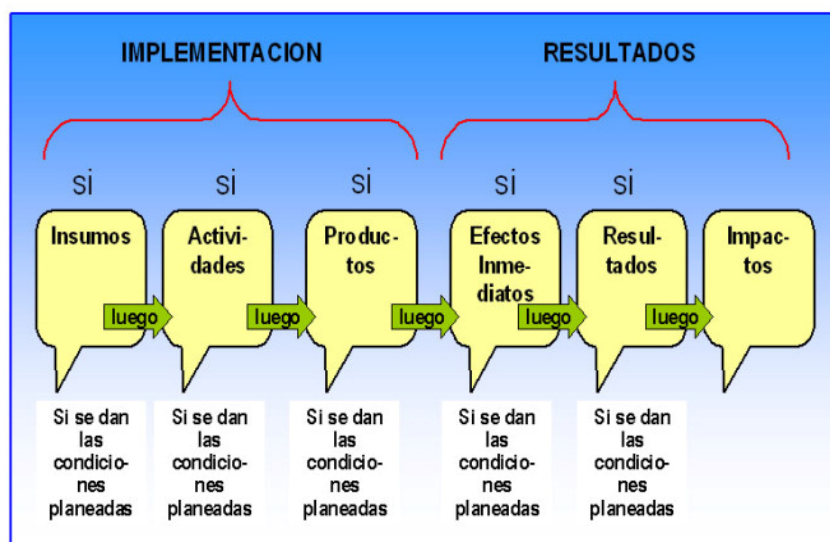 IMPLEMENTACION
RESULTADOS
si
si
si
si
si
Insumos
Activi-
dades
Produc-
tos
Efectos
Inme-
diatos
Resul-
tados
Impac-
tos
luego
luego
luego
luego
luego
Si se dan
las
condicio-
nes
planeadas
Si se dan
las
condicio-
nes
planeadas
Si se dan
las
condicio-
nes
planeadas
Si se dan
las
condicio-
nes
planeadas
Si se dan
las
condicio-
nes
planeadas